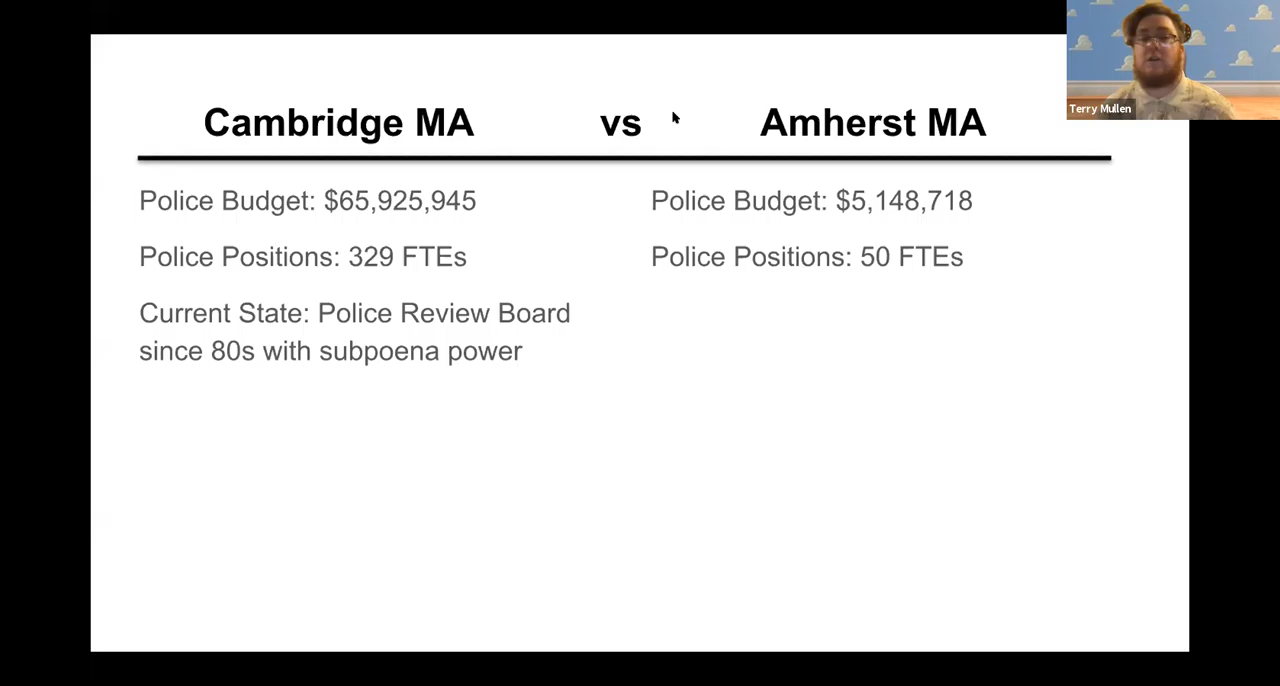 Cambridge MA vs Amherst MA
Terry Mullen
Police Budget: $65,925,945
Police Positions: 329 FTEs
Current State: Police Review Board
since 80s with subpoena power
Police Budget: $5,148,718
Police Positions: 50 FTEs